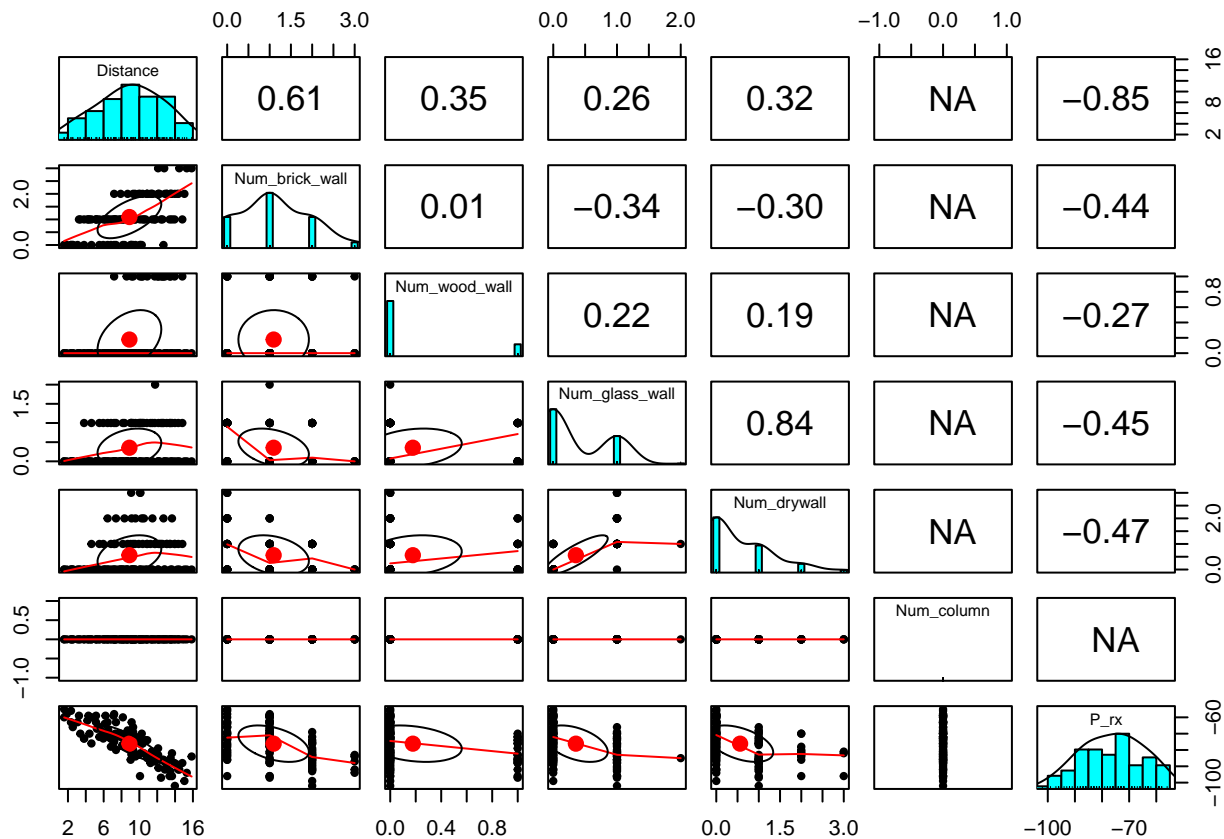 0.0 1.5 3.0 0.0 1.0 2.0 −1.0 0.0 1.0
Distance 0.61 0.35 0.26 0.32 NA −0.85 2 8 16
0.0 2.0 Num_brick_wall 0.01 −0.34 −0.30 NA −0.44
Num_wood_wall 0.22 0.19 NA −0.27 0.0 0.8
0.0 1.5 Num_glass_wall 0.84 NA −0.45
Num_drywall NA −0.47 0.0 2.0
−1.0 0.5 Num_column NA
P_rx −100 −60
2 6 10 16 0.0 0.4 0.8 0.0 1.5 3.0 −100 −70